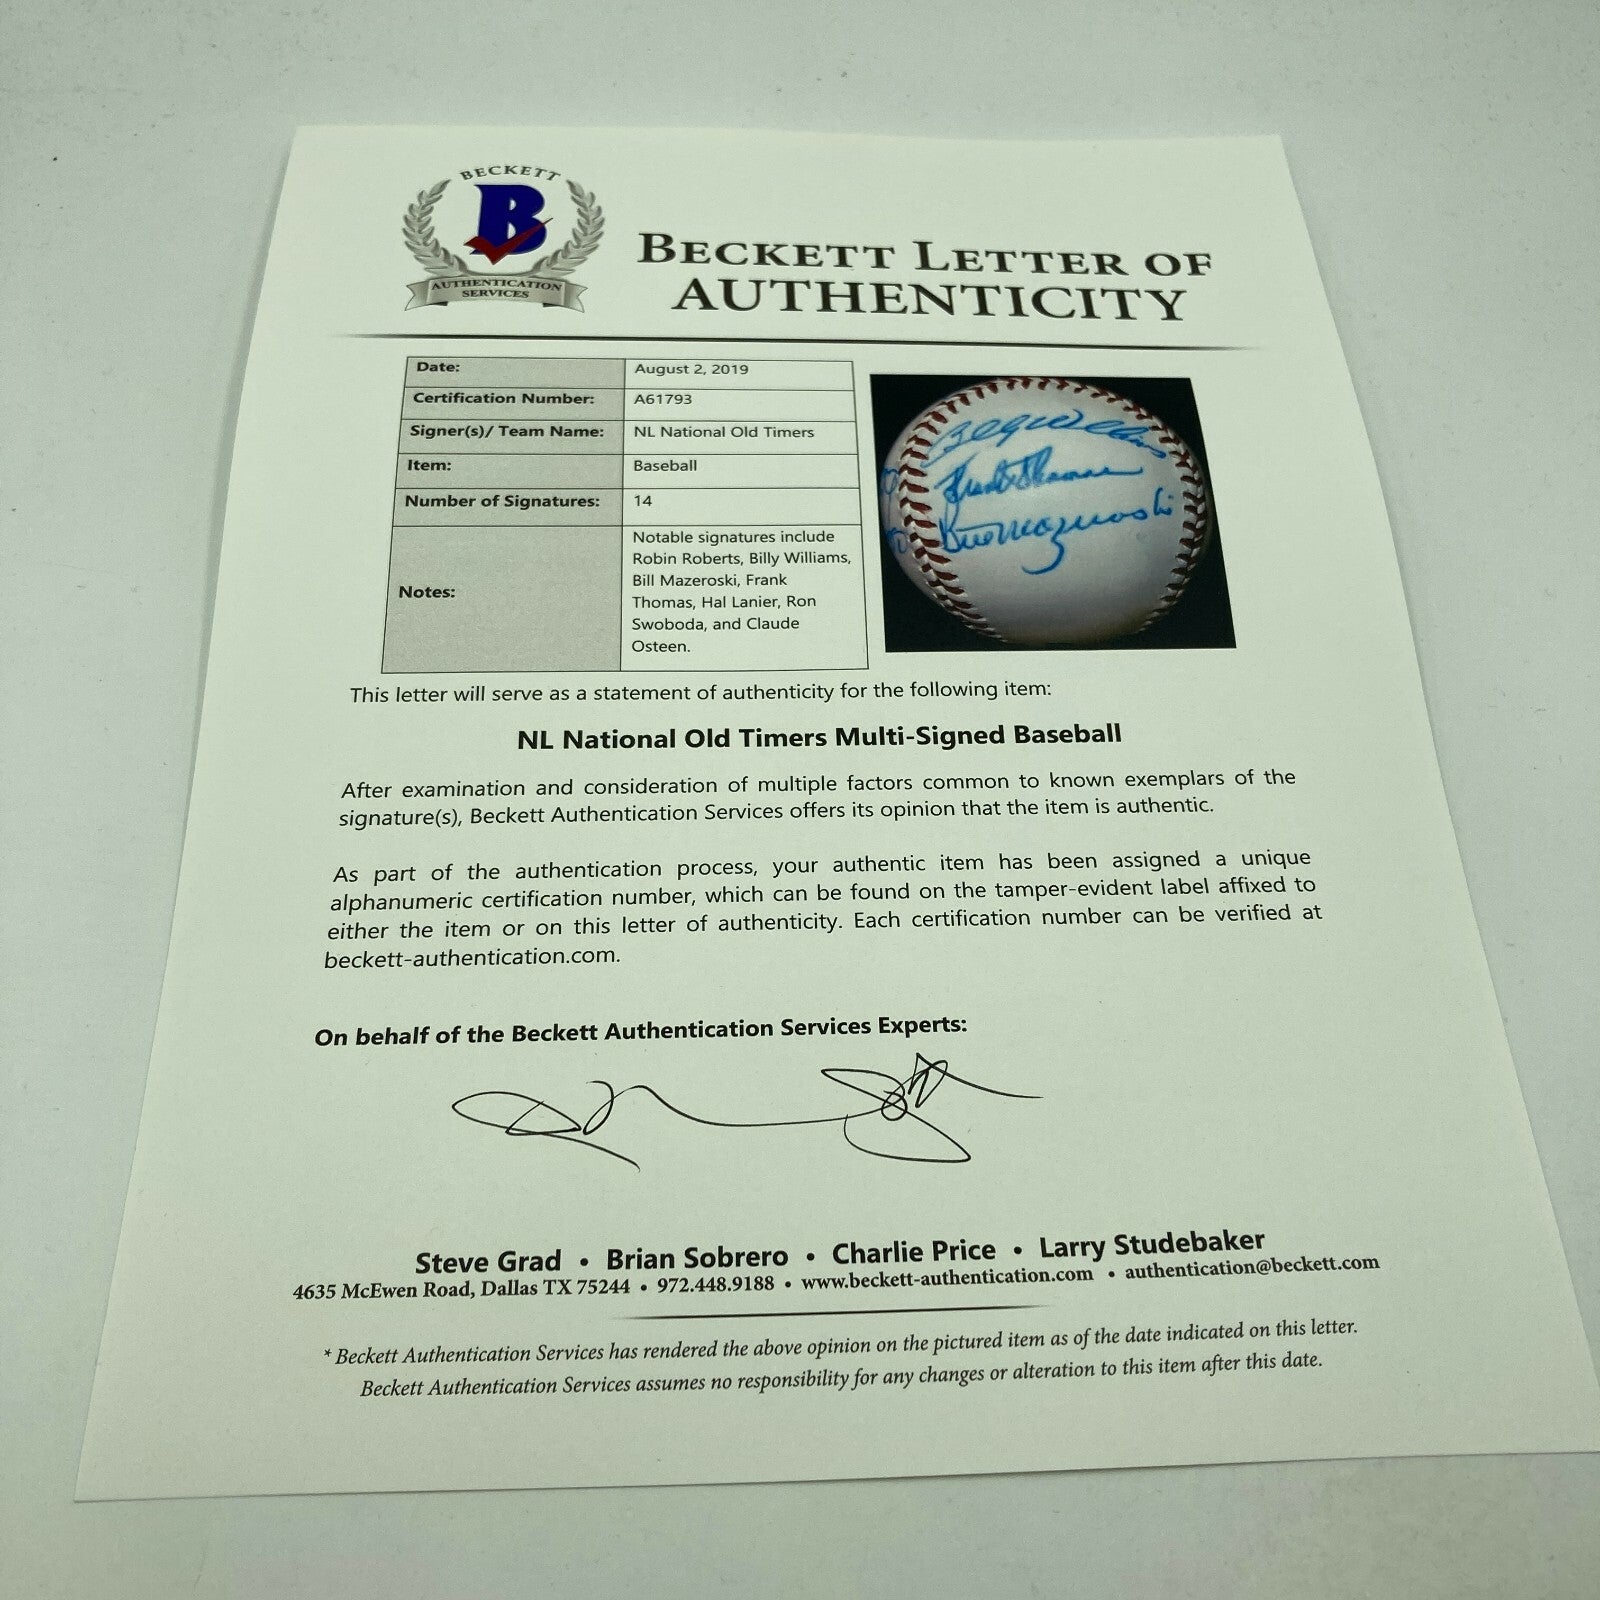 BECKETT
B
AUTHENTICATION
SERVICES
BECKETT LETTER OF
AUTHENTICITY
Date: August 2, 2019
Certification Number: A61793
Signer(s)/ Team Name: NL National Old Timers
Item: Baseball
Number of Signatures: 14
Notes: Notable signatures include
Robin Roberts, Billy Williams,
Bill Mazeroski, Frank
Thomas, Hal Lanier, Ron
Swoboda, and Claude
Osteen.
Billy Williams
Frank Thomas
Bill Mazeroski
This letter will serve as a statement of authenticity for the following item:
NL National Old Timers Multi-Signed Baseball
After examination and consideration of multiple factors common to known exemplars of the
signature(s), Beckett Authentication Services offers its opinion that the item is authentic.
As part of the authentication process, your authentic item has been assigned a unique
alphanumeric certification number, which can be found on the tamper-evident label affixed to
either the item or on this letter of authenticity. Each certification number can be verified at
beckett-authentication.com.
On behalf of the Beckett Authentication Services Experts:
Steve Grad • Brian Sobrero • Charlie Price • Larry Studebaker
4635 McEwen Road, Dallas TX 75244 • 972.448.9188 • www.beckett-authentication.com • authentication@beckett.com
* Beckett Authentication Services has rendered the above opinion on the pictured item as of the date indicated on this letter.
Beckett Authentication Services assumes no responsibility for any changes or alteration to this item after this date.